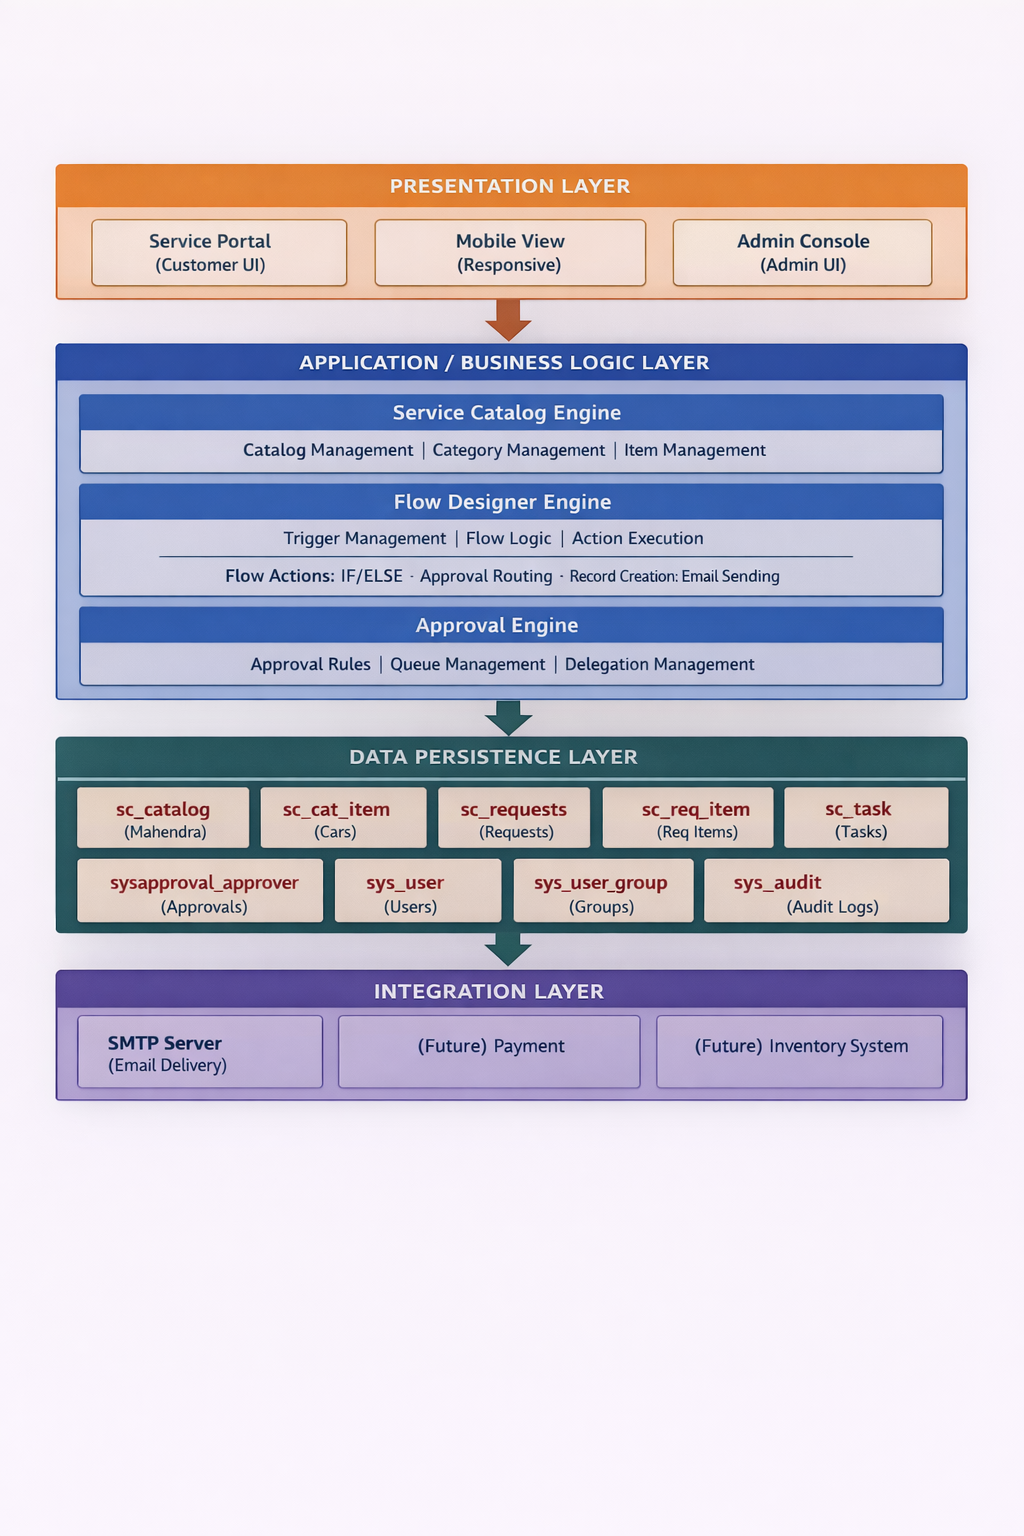 PRESENTATION LAYER
Service Portal
(Customer UI)
Mobile View
(Responsive)
Admin Console
(Admin UI)
APPLICATION / BUSINESS LOGIC LAYER
Service Catalog Engine
Catalog Management | Category Management | Item Management
Flow Designer Engine
Trigger Management | Flow Logic | Action Execution
Flow Actions: IF/ELSE · Approval Routing · Record Creation: Email Sending
Approval Engine
Approval Rules | Queue Management | Delegation Management
DATA PERSISTENCE LAYER
sc_catalog
(Mahendra)
sc_cat_item
(Cars)
sc_requests
(Requests)
sc_req_item
(Req Items)
sc_task
(Tasks)
sysapproval_approver
(Approvals)
sys_user
(Users)
sys_user_group
(Groups)
sys_audit
(Audit Logs)
INTEGRATION LAYER
SMTP Server
(Email Delivery)
(Future) Payment
(Future) Inventory System